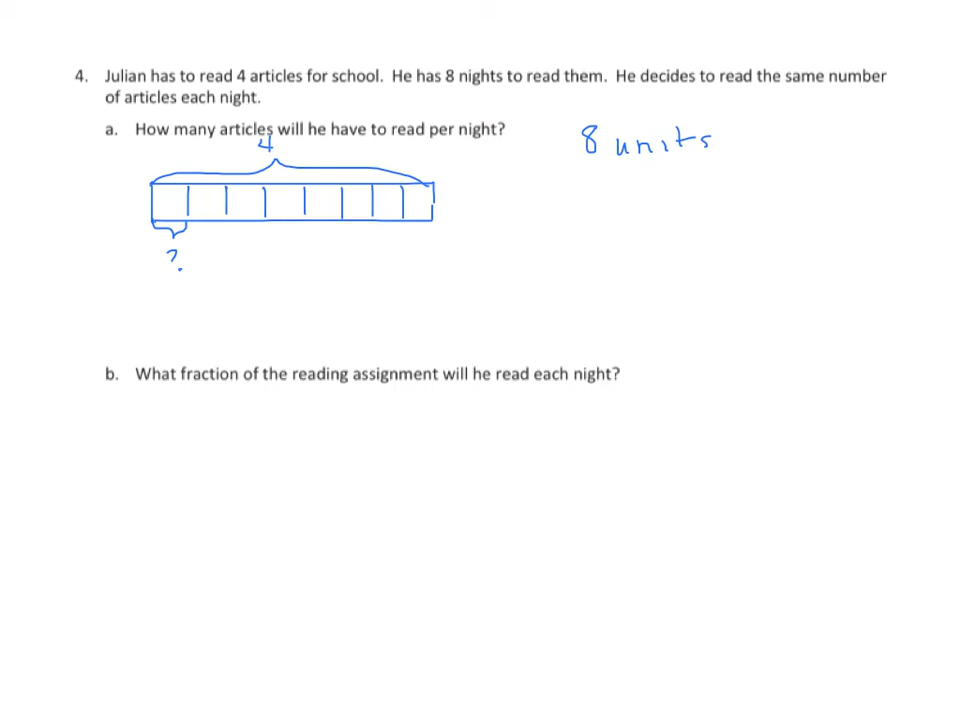 4. Julian has to read 4 articles for school. He has 8 nights to read them. He decides to read the same number
of articles each night.
a. How many articles will he have to read per night?
8 units
4
?
b. What fraction of the reading assignment will he read each night?